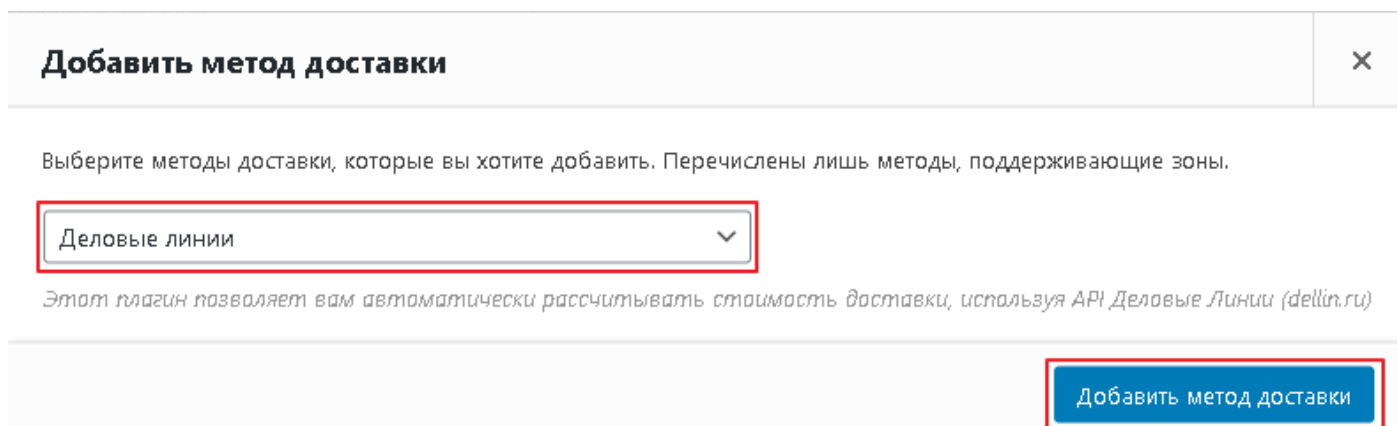 Добавить метод доставки
Выберите методы доставки, которые вы хотите добавить. Перечислены лишь методы, поддерживающие зоны.
Деловые линии
Этот плагин позволяет вам автоматически рассчитывать стоимость доставки, используя API Деловые Линии (dellin.ru)
Добавить метод доставки